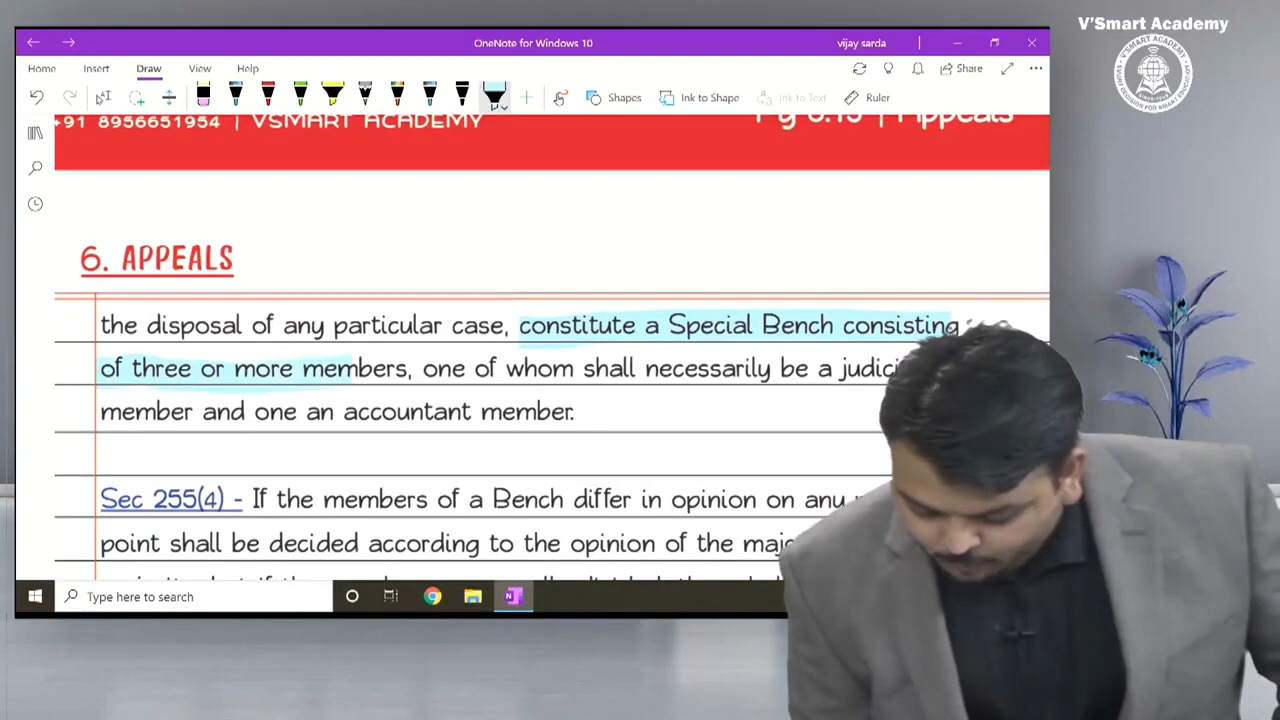 V'Smart Academy
OneNote for Windows 10
vijay sarda
Home
Insert
Draw
View
Help
Share
Shapes
Ink to Shape
Ink to Text
Ruler
+91 8956651954 | VSMART ACADEMY
Appeals
6. APPEALS
the disposal of any particular case, constitute a Special Bench consisting
of three or more members, one of whom shall necessarily be a
member and one an accountant member.
Sec 255(4) - If the members of a Bench differ in opinion on any
point shall be decided according to the opinion of the
Type here to search